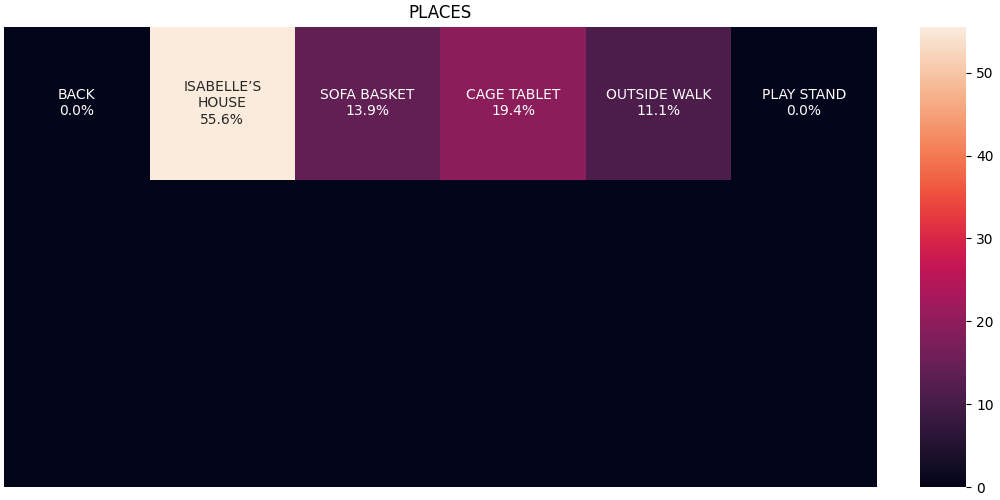 PLACES
BACK
0.0%
ISABELLE’S
HOUSE
55.6%
SOFA BASKET
13.9%
CAGE TABLET
19.4%
OUTSIDE WALK
11.1%
PLAY STAND
0.0%
50
40
30
20
10
0